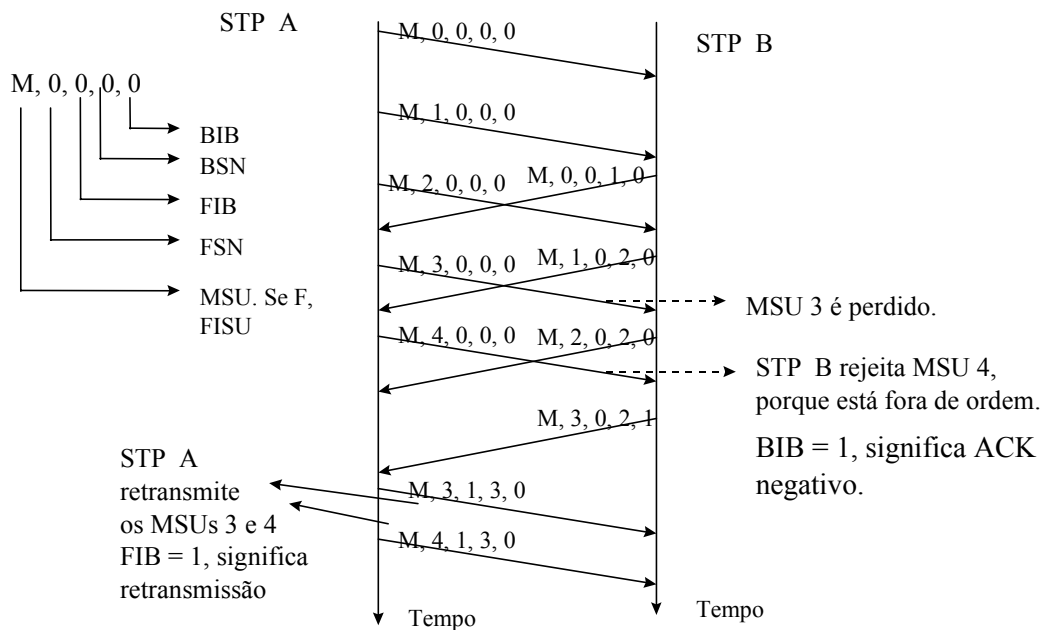 STP A
STP B
M, 0, 0, 0, 0
M, 0, 0, 0, 0
BIB
BSN
FIB
FSN
MSU. Se F,
FISU
M, 1, 0, 0, 0
M, 0, 0, 1, 0
M, 2, 0, 0, 0
M, 1, 0, 2, 0
M, 3, 0, 0, 0
MSU 3 é perdido.
M, 4, 0, 0, 0
M, 2, 0, 2, 0
STP B rejeita MSU 4,
porque está fora de ordem.
M, 3, 0, 2, 1
BIB = 1, significa ACK
negativo.
STP A
retransmite
os MSUs 3 e 4
FIB = 1, significa
retransmissão
M, 3, 1, 3, 0
M, 4, 1, 3, 0
Tempo
Tempo